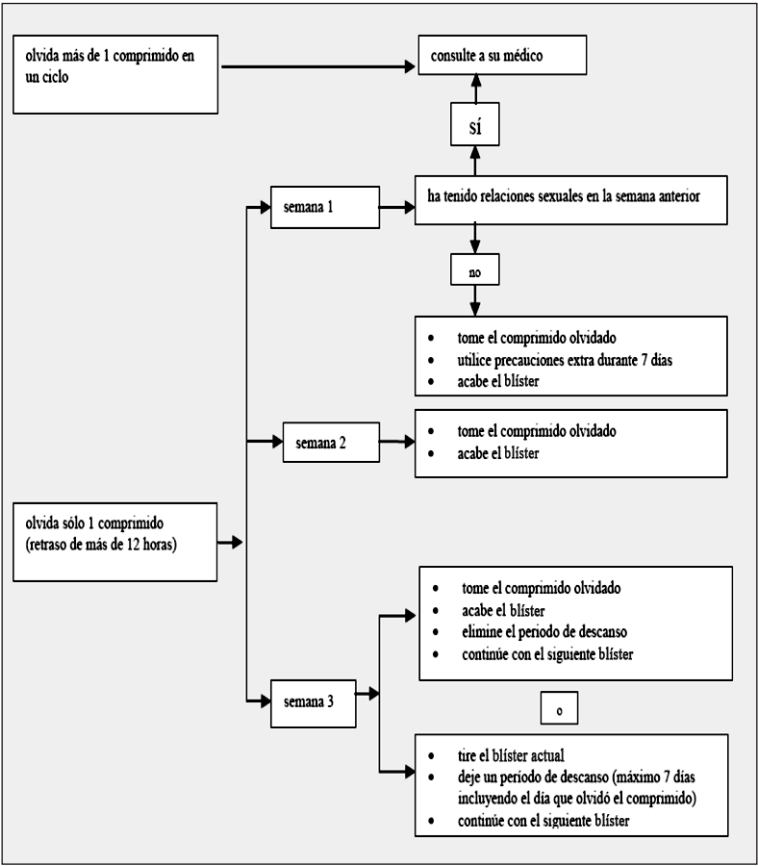 olvida más de 1 comprimido en
un ciclo
consulte a su médico
sí
semana 1
ha tenido relaciones sexuales en la semana anterior
no
• tome el comprimido olvidado
• utilice precauciones extra durante 7 días
• acabe el blíster
semana 2
• tome el comprimido olvidado
• acabe el blíster
olvida sólo 1 comprimido
(retraso de más de 12 horas)
• tome el comprimido olvidado
• acabe el blíster
• elimine el periodo de descanso
• continúe con el siguiente blíster
semana 3
o
• tire el blíster actual
• deje un período de descanso (máximo 7 días
incluyendo el día que olvidó el comprimido)
• continúe con el siguiente blíster